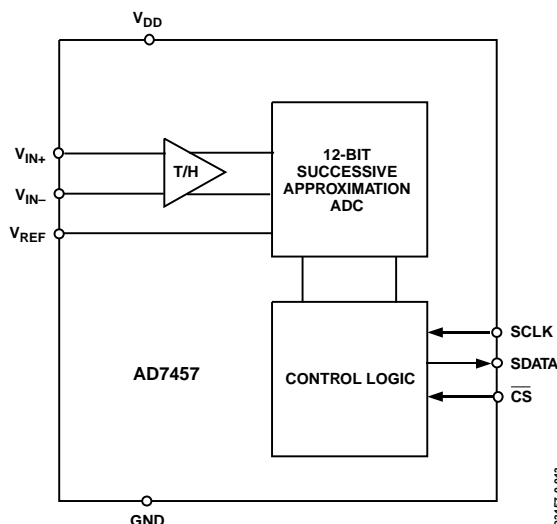 VDD
VIN+
T/H
12-BIT
SUCCESSIVE
APPROXIMATION
ADC
VIN–
VREF
SCLK
AD7457
CONTROL LOGIC
SDATA
CS
GND